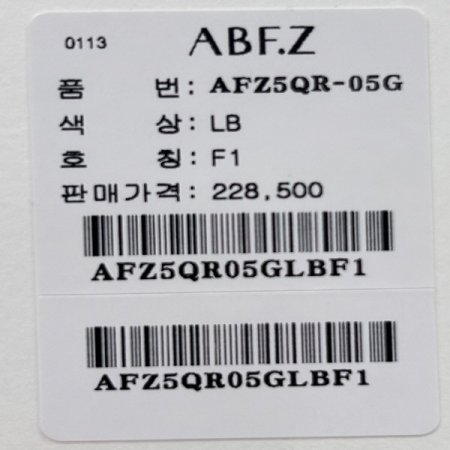 0113 ABF.Z
품 번: AFZ5QR-05G
색 상: LB
호 칭: F1
판매가격: 228,500
AFZ5QR05GLBF1
AFZ5QR05GLBF1